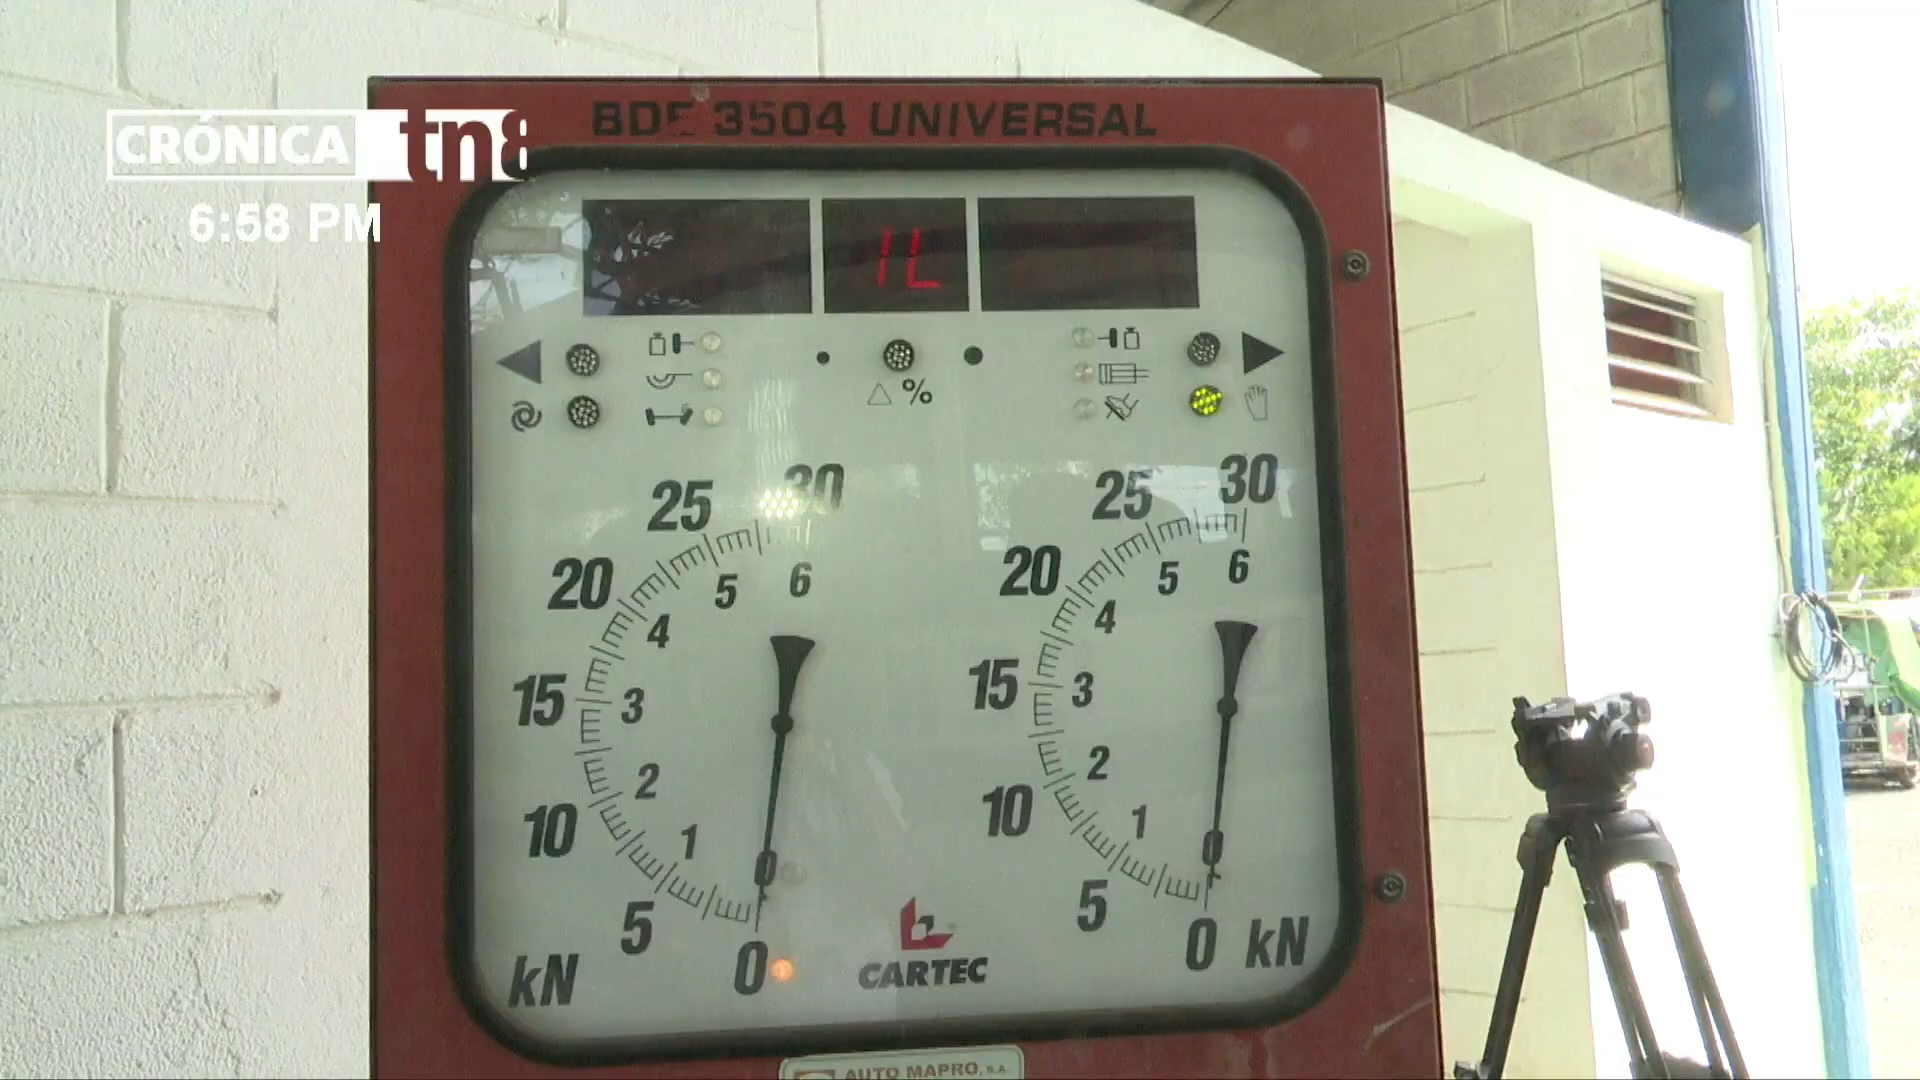 BDE 3504 UNIVERSAL
CRÓNICA tn8
6:58 PM
1L
%
25 30 25 30
20 5 6 20 5 6
4 4
15 3 15 3
2 2
10 1 10 1
0 0
5 5
kN 0 CARTEC 0 kN
AUTO MAPRO, S.A.